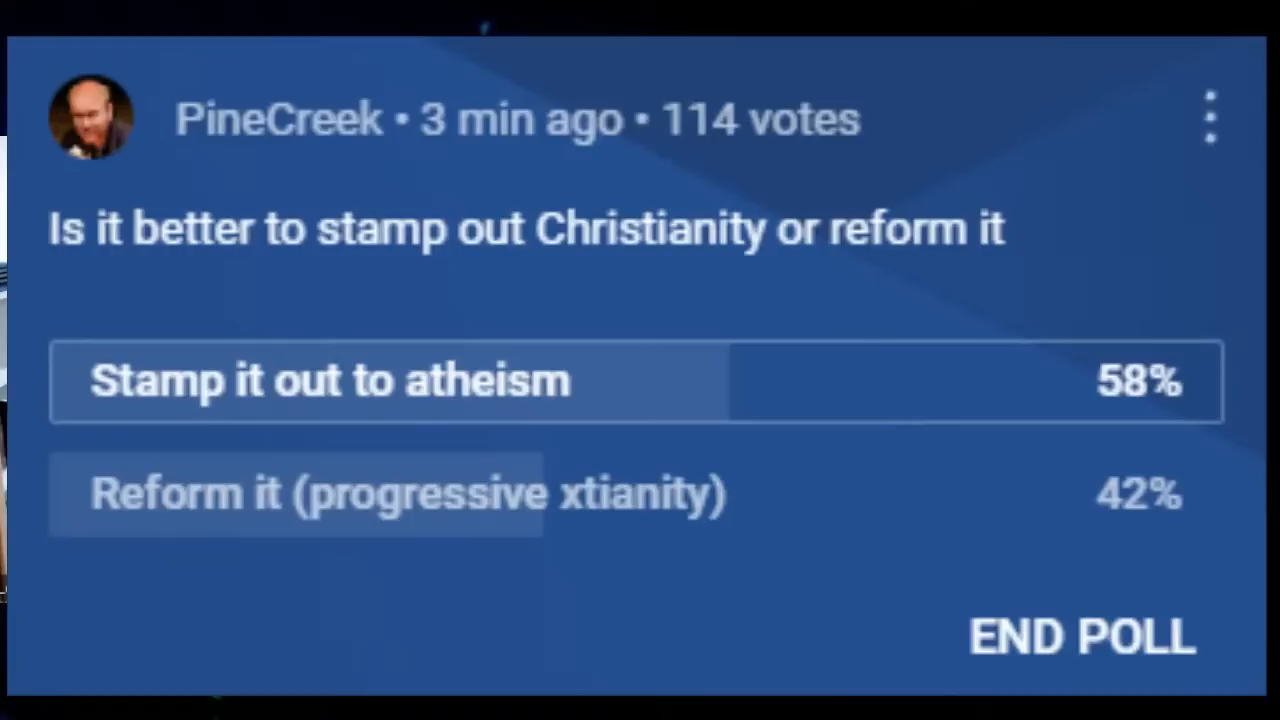 PineCreek • 3 min ago • 114 votes
Is it better to stamp out Christianity or reform it
Stamp it out to atheism 58%
Reform it (progressive xtianity) 42%
END POLL